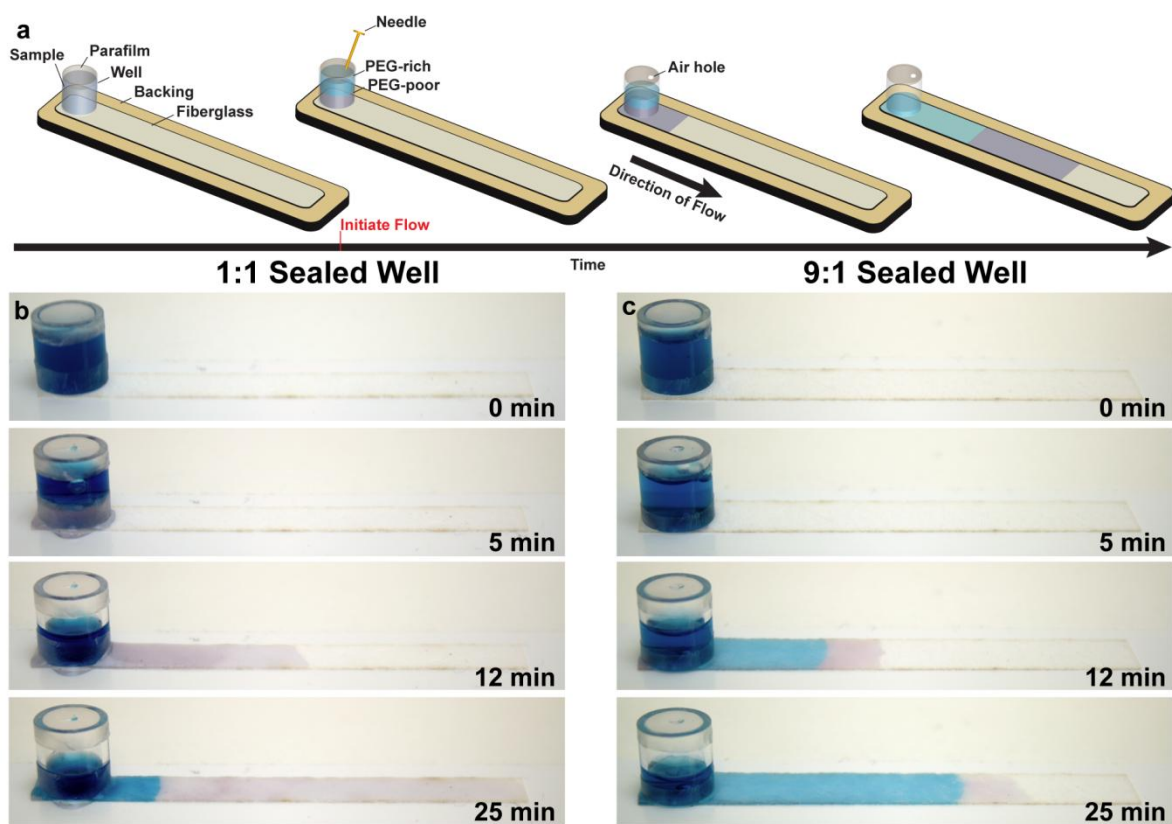 a
Needle
Parafilm
Sample
Well
Backing
Fiberglass
PEG-rich
PEG-poor
Air hole
Direction of Flow
Initiate Flow
Time
1:1 Sealed Well
9:1 Sealed Well
b
0 min
5 min
12 min
25 min
c
0 min
5 min
12 min
25 min